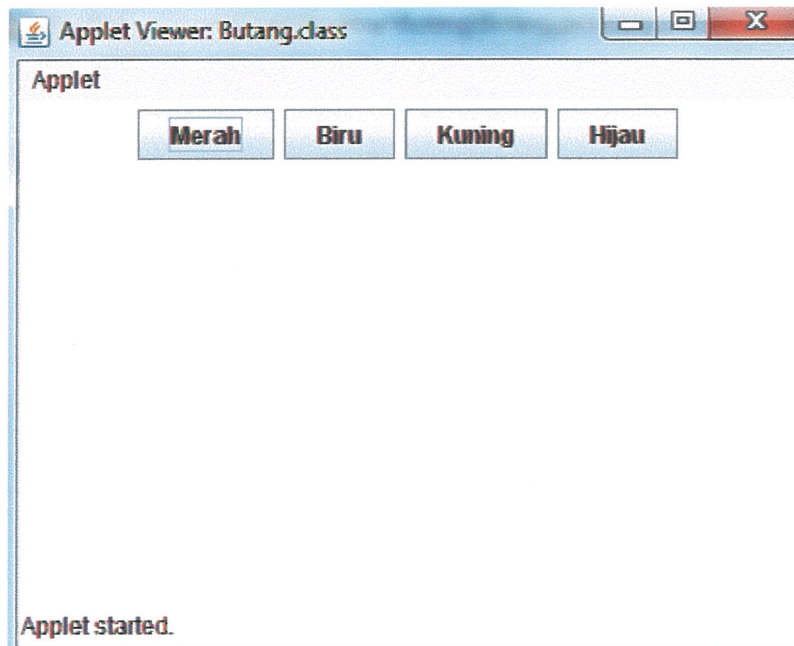 Applet Viewer: Butang.class
Applet
Merah Biru Kuning Hijau
Applet started.